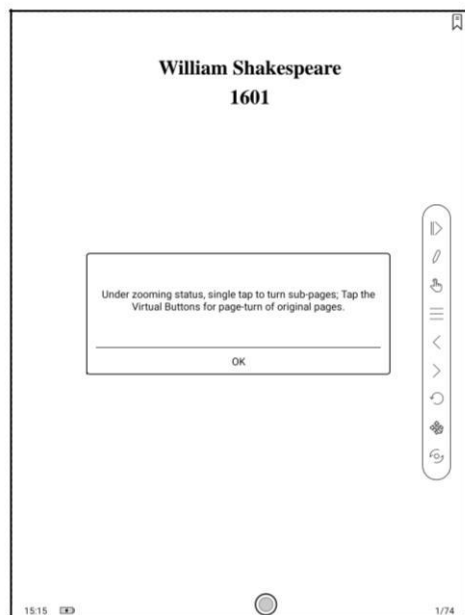 William Shakespeare
1601
Under zooming status, single tap to turn sub-pages; Tap the
Virtual Buttons for page-turn of original pages.
OK
15:15
1/74